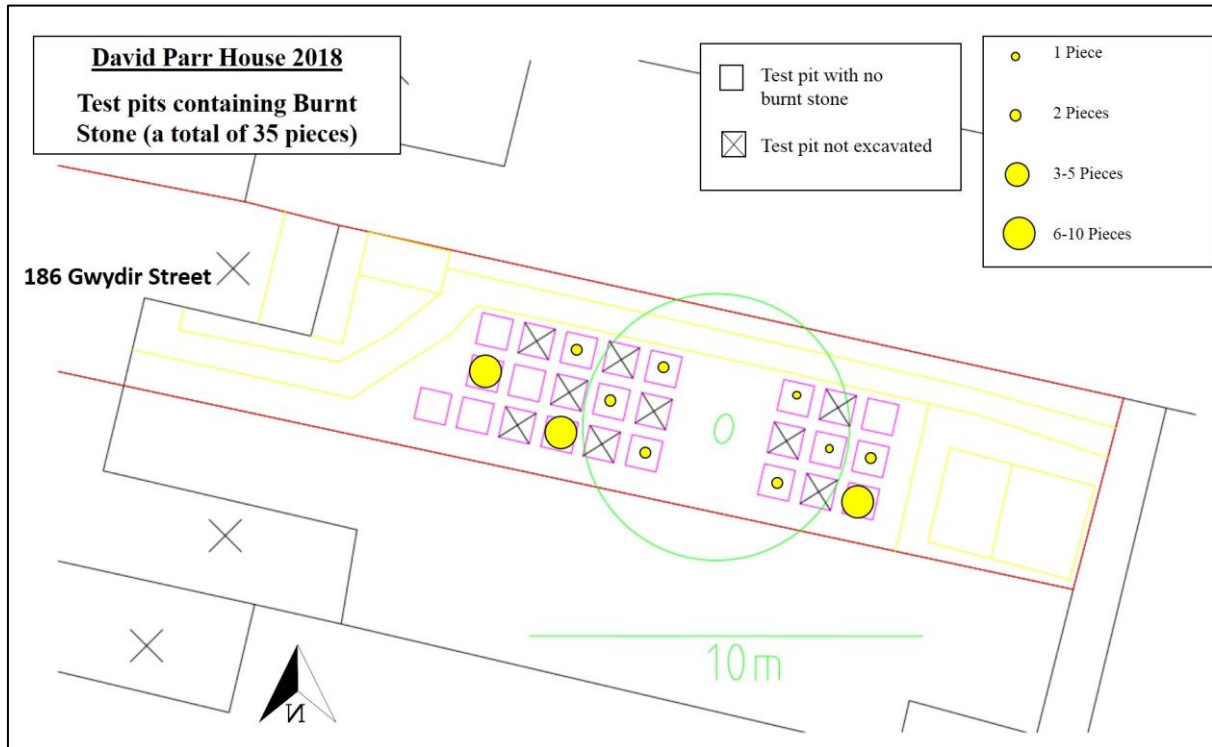 David Parr House 2018
Test pits containing Burnt
Stone (a total of 35 pieces)
Test pit with no
burnt stone
Test pit not excavated
1 Piece
2 Pieces
3-5 Pieces
6-10 Pieces
186 Gwydir Street
0
10m
N